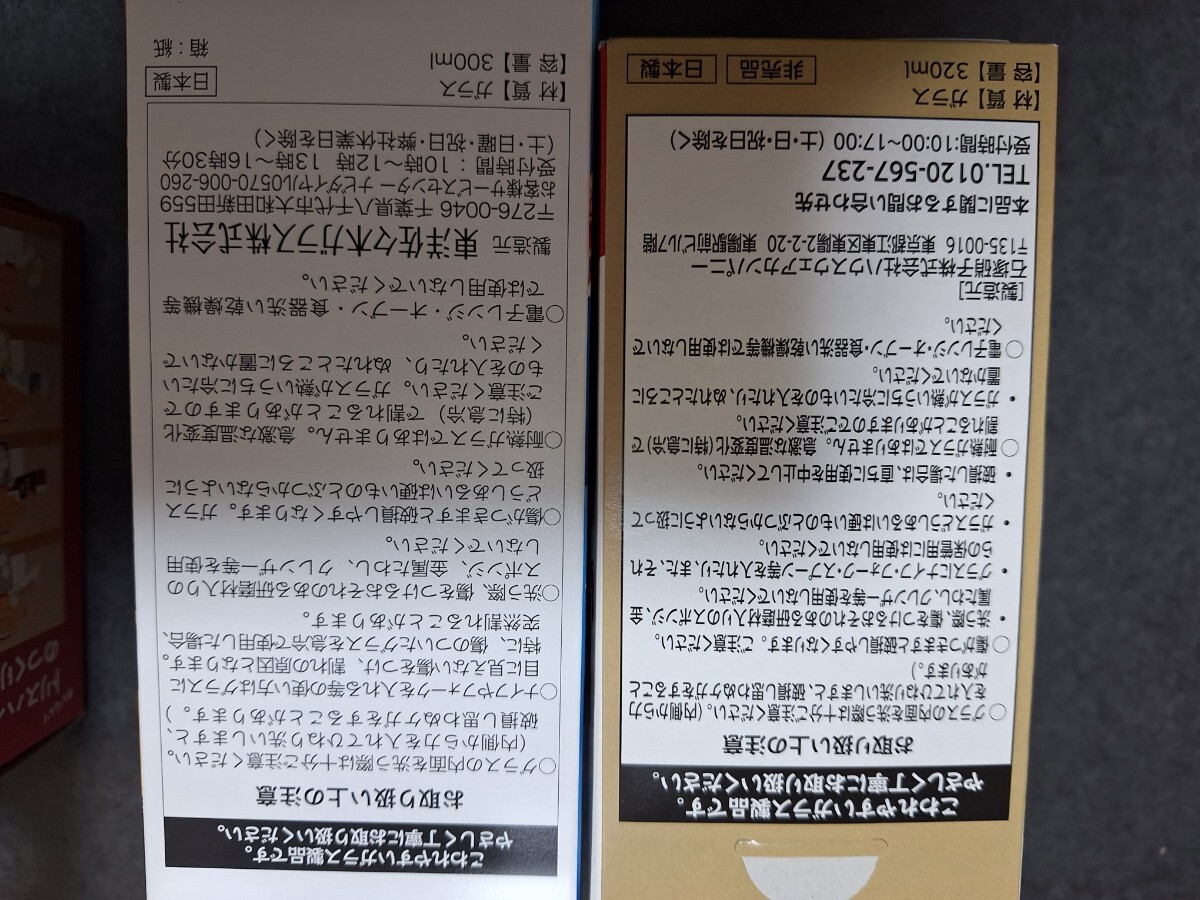 こわれやすいガラス製品です。
やさしく丁寧にお取り扱いください。
お取り扱い上の注意
○グラスの内面を洗う際は十分ご注意ください。
(内側から力を入れてひねり洗いしますと、
破損し思わぬケガをすることがあります。)
○ナイフやフォークを入れる等の使い方はグラスに
目に見えない傷をつけ、割れの原因となります。
特に、傷のついたグラスを急冷で使用した場合、
突然割れることがあります。
○洗う際、傷をつけるおそれのある研磨材入りの
スポンジ、金属たわし、クレンザー等を使用
しないでください。
○傷がつきますと破損しやすくなります。ガラス
どうしあるいは硬いものとぶつからないように
扱ってください。
○耐熱ガラスではありません。急激な温度変化
(特に急冷)で割れることがありますので
ご注意ください。ガラスが熱いうちに冷たい
ものを入れたり、ぬれたところに置かないで
ください。
○電子レンジ・オーブン・食器洗い乾燥機等
では使用しないでください。
製造元 東洋佐々木ガラス株式会社
〒276-0046 千葉県八千代市大和田新田559
お客様サービスセンター ナビダイヤル0570-006-260
受付時間:10時~12時 13時~16時30分
(土・日曜・祝日・弊社休業日を除く)
【材 質】ガラス
【容 量】300ml
日本製
箱:紙
こわれやすいガラス製品です。
やさしく丁寧にお取り扱いください。
お取り扱い上の注意
○グラスの内面を洗う際は十分ご注意ください。(内側から力
を入れてひねり洗いしますと、破損し思わぬケガをすること
があります。)
○傷がつきますと破損しやすくなります。ご注意ください。
・洗う際、傷をつけるおそれのある研磨材入りのスポンジ、金
属たわし、クレンザー等を使用しないでください。
・グラスにナイフ・フォーク・スプーン等を入れたり、また、それ
らの保管用には使用しないでください。
・ガラスどうしあるいは硬いものとぶつからないように扱って
ください。
・破損した場合は、直ちに使用を中止してください。
○耐熱ガラスではありません。急激な温度変化(特に急冷)で
割れることがありますのでご注意ください。
・ガラスが熱いうちに冷たいものを入れたり、ぬれたところに
置かないでください。
○電子レンジ・オーブン・食器洗い乾燥機等では使用しないで
ください。
[製造元]
石塚硝子株式会社ハウスウェアカンパニー
〒135-0016 東京都江東区東陽2-2-20 東陽駅前ビル7階
本品に関するお問い合わせ先
TEL.0120-567-237
受付時間:10:00~17:00 (土・日・祝日を除く)
【材 質】ガラス
【容 量】320ml
非売品
日本製
トリスハイ
のつくり